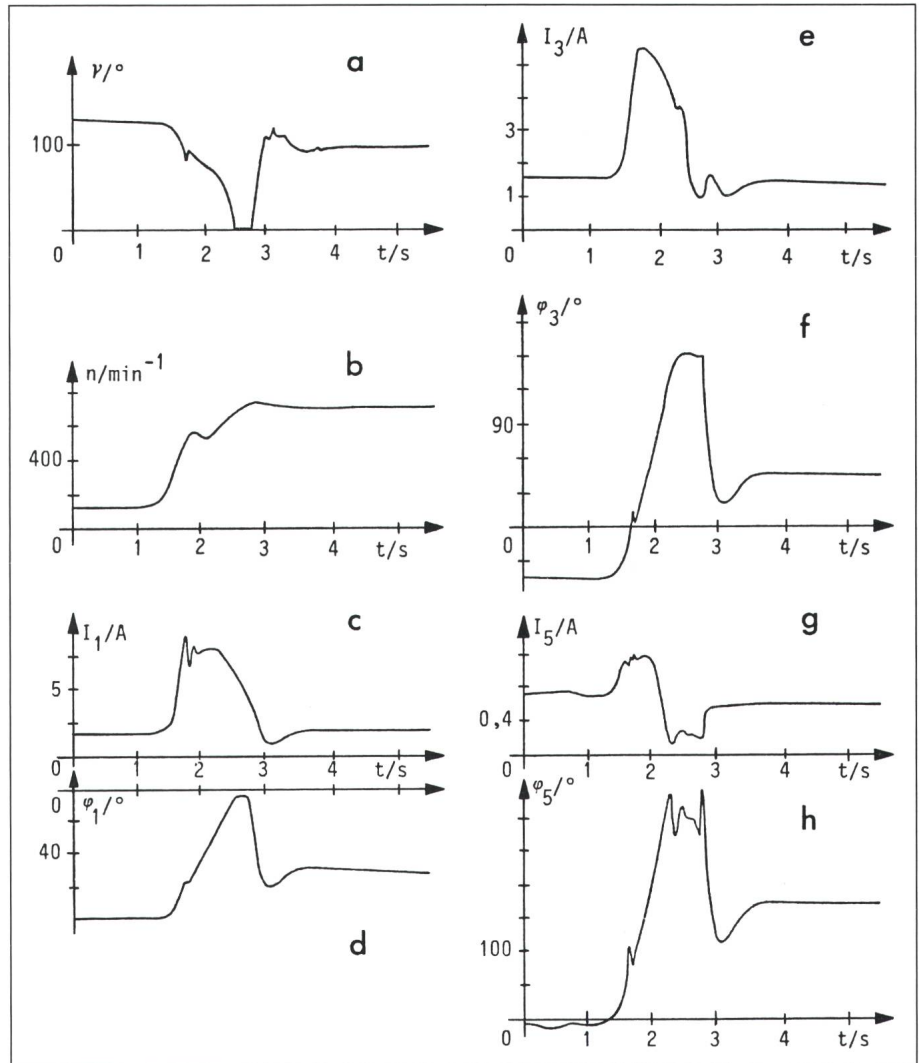 a
γ/°
100
0 1 2 3 4 t/s
b
n/min⁻¹
400
0 1 2 3 4 t/s
c
I₁/A
5
0 1 2 3 4 t/s
0 φ₁/°
40
d
e
I₃/A
3
1
0 1 2 3 4 t/s
f
φ₃/°
90
0 1 2 3 4 t/s
g
I₅/A
0,4
0 1 2 3 4 t/s
h
φ₅/°
100
0 1 2 3 4 t/s